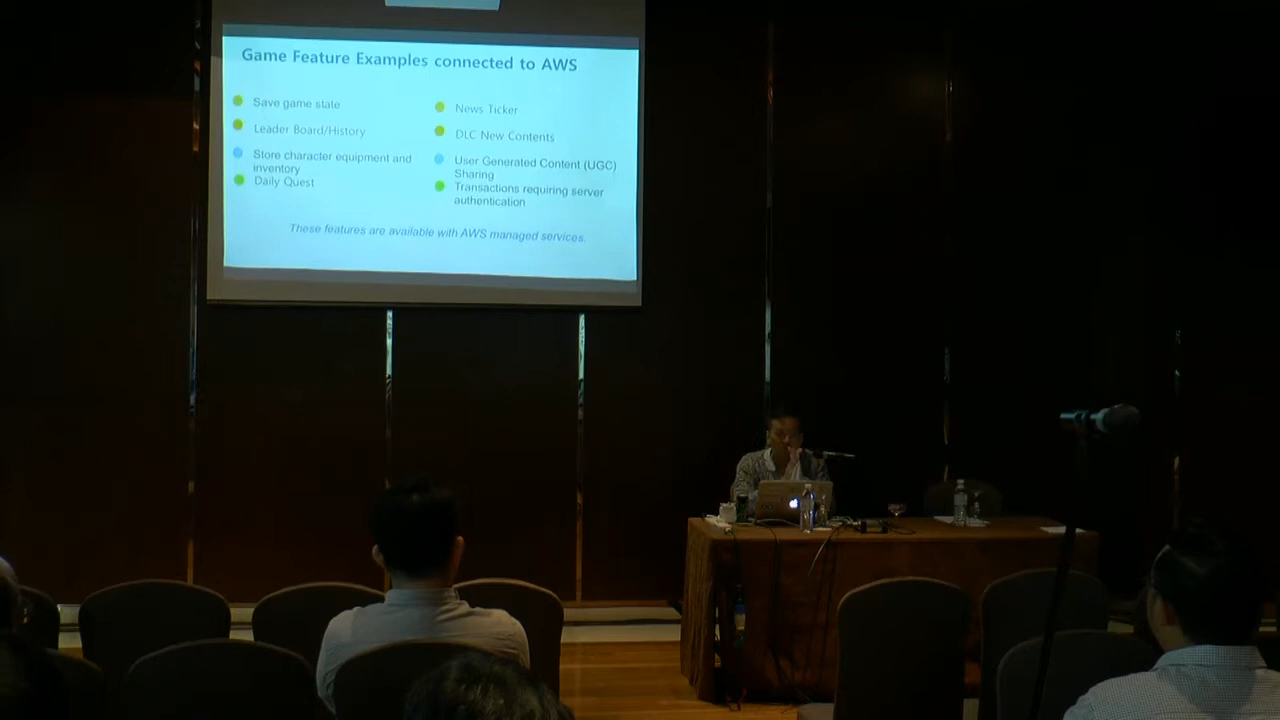 Game Feature Examples connected to AWS
Save game state
Leader Board/History
Store character equipment and
inventory
Daily Quest
News Ticker
DLC New Contents
User Generated Content (UGC)
Sharing
Transactions requiring server
authentication
These features are available with AWS managed services.